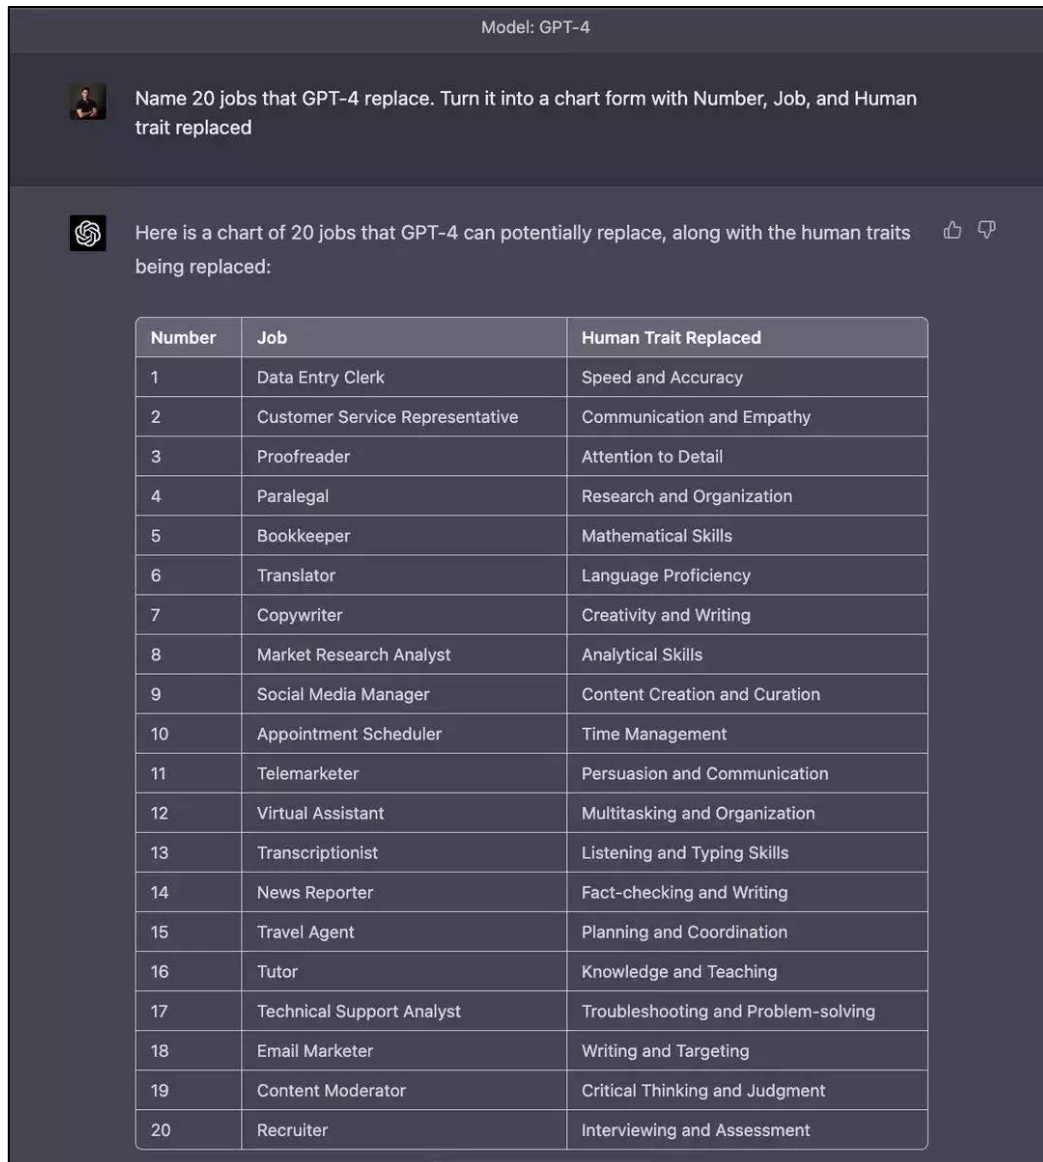 Model: GPT-4
Name 20 jobs that GPT-4 replace. Turn it into a chart form with Number, Job, and Human
trait replaced
Here is a chart of 20 jobs that GPT-4 can potentially replace, along with the human traits
being replaced:
Number Job Human Trait Replaced
1 Data Entry Clerk Speed and Accuracy
2 Customer Service Representative Communication and Empathy
3 Proofreader Attention to Detail
4 Paralegal Research and Organization
5 Bookkeeper Mathematical Skills
6 Translator Language Proficiency
7 Copywriter Creativity and Writing
8 Market Research Analyst Analytical Skills
9 Social Media Manager Content Creation and Curation
10 Appointment Scheduler Time Management
11 Telemarketer Persuasion and Communication
12 Virtual Assistant Multitasking and Organization
13 Transcriptionist Listening and Typing Skills
14 News Reporter Fact-checking and Writing
15 Travel Agent Planning and Coordination
16 Tutor Knowledge and Teaching
17 Technical Support Analyst Troubleshooting and Problem-solving
18 Email Marketer Writing and Targeting
19 Content Moderator Critical Thinking and Judgment
20 Recruiter Interviewing and Assessment